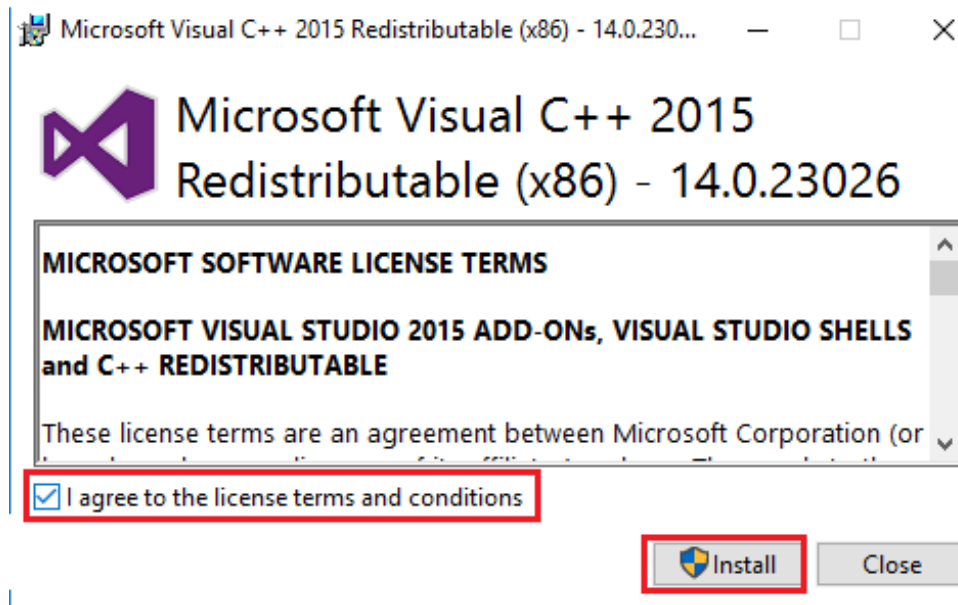 Microsoft Visual C++ 2015 Redistributable (x86) - 14.0.230...
Microsoft Visual C++ 2015
Redistributable (x86) - 14.0.23026
MICROSOFT SOFTWARE LICENSE TERMS
MICROSOFT VISUAL STUDIO 2015 ADD-ONs, VISUAL STUDIO SHELLS
and C++ REDISTRIBUTABLE
These license terms are an agreement between Microsoft Corporation (or
I agree to the license terms and conditions
Install
Close